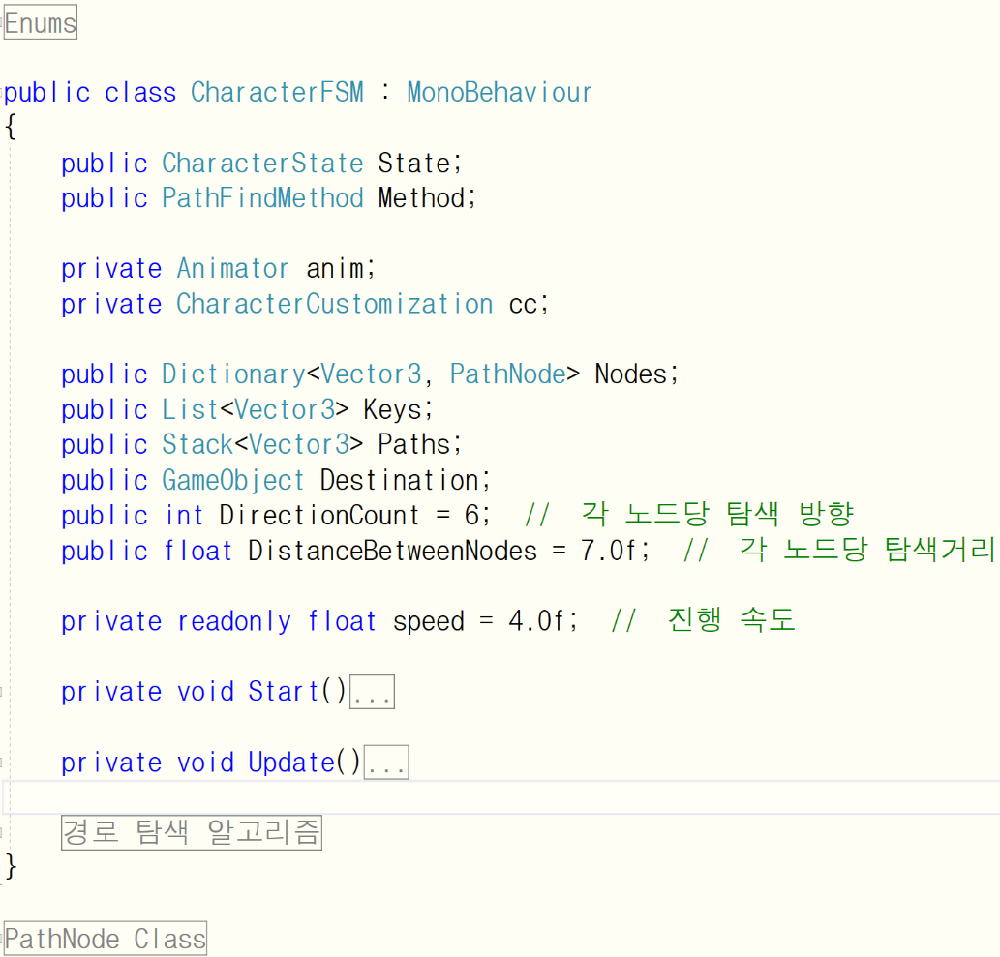 Enums
public class CharacterFSM : MonoBehaviour
{
public CharacterState State;
public PathFindMethod Method;
private Animator anim;
private CharacterCustomization cc;
public Dictionary<Vector3, PathNode> Nodes;
public List<Vector3> Keys;
public Stack<Vector3> Paths;
public GameObject Destination;
public int DirectionCount = 6;  //  각 노드당 탐색 방향
public float DistanceBetweenNodes = 7.0f;  //  각 노드당 탐색거리
private readonly float speed = 4.0f;  //  진행 속도
private void Start()...
private void Update()...
경로 탐색 알고리즘
}
PathNode Class